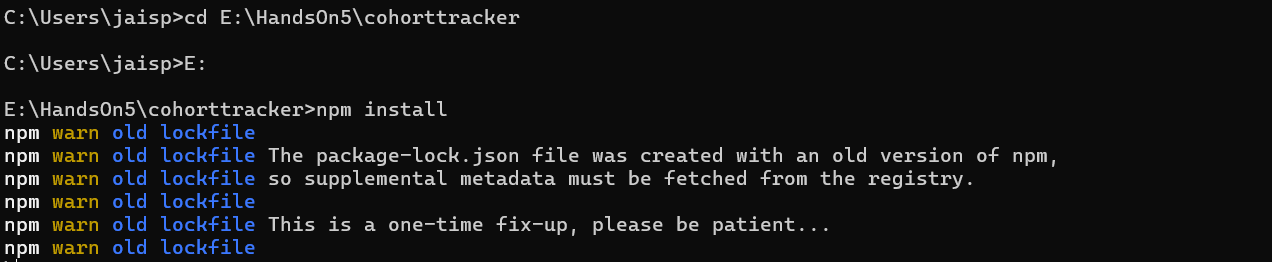 C:\Users\jaisp>cd E:\HandsOn5\cohorttracker
C:\Users\jaisp>E:
E:\HandsOn5\cohorttracker>npm install
npm warn old lockfile
npm warn old lockfile The package-lock.json file was created with an old version of npm,
npm warn old lockfile so supplemental metadata must be fetched from the registry.
npm warn old lockfile
npm warn old lockfile This is a one-time fix-up, please be patient...
npm warn old lockfile